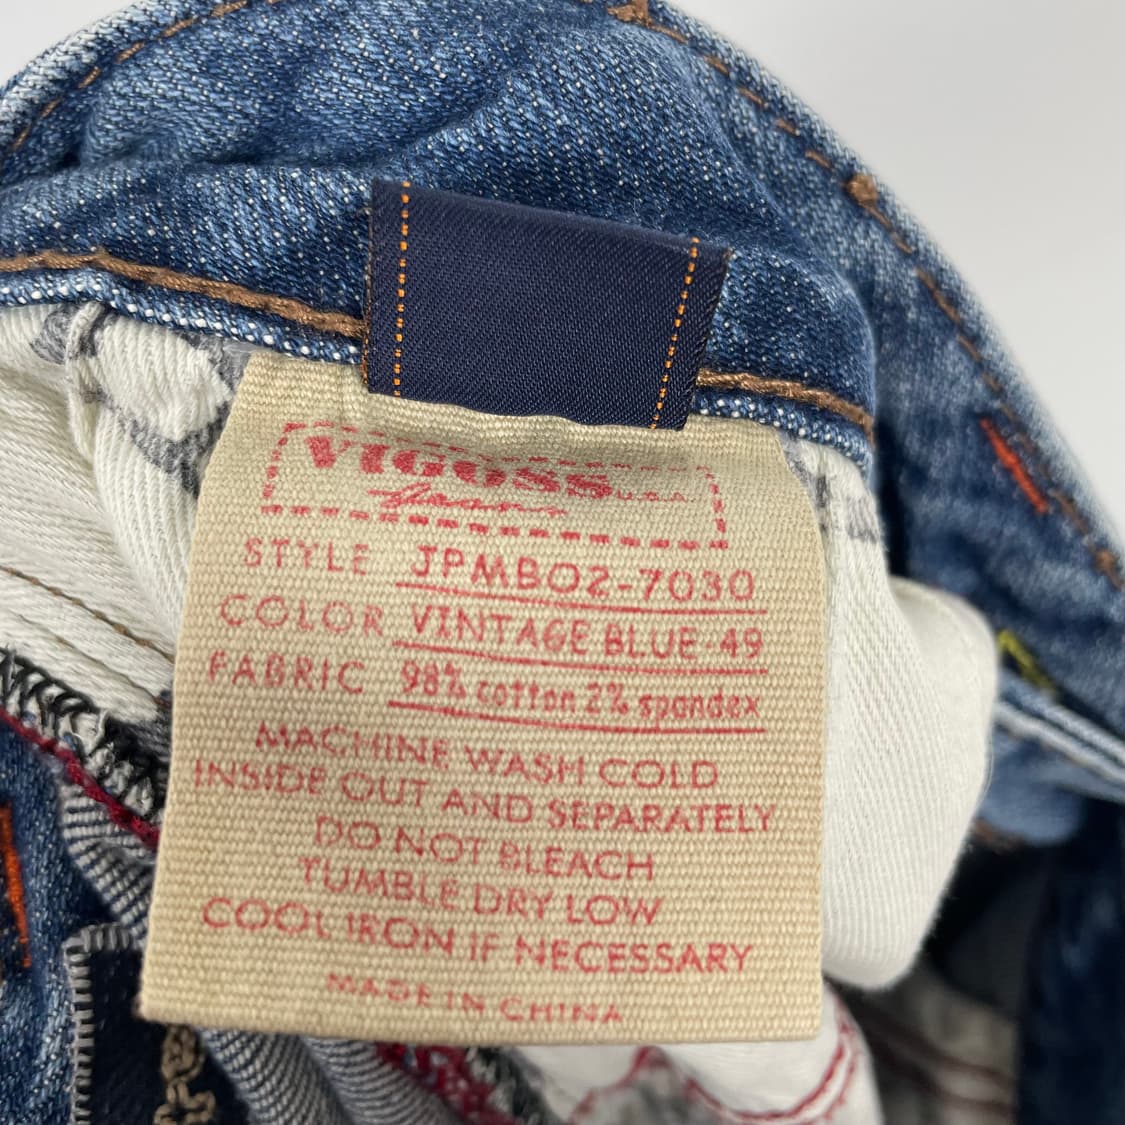 VIGOSS U.S.A.
Jeans
STYLE JPMB02-7030
COLOR VINTAGE BLUE-49
FABRIC 98% cotton 2% spandex
MACHINE WASH COLD
INSIDE OUT AND SEPARATELY
DO NOT BLEACH
TUMBLE DRY LOW
COOL IRON IF NECESSARY
MADE IN CHINA